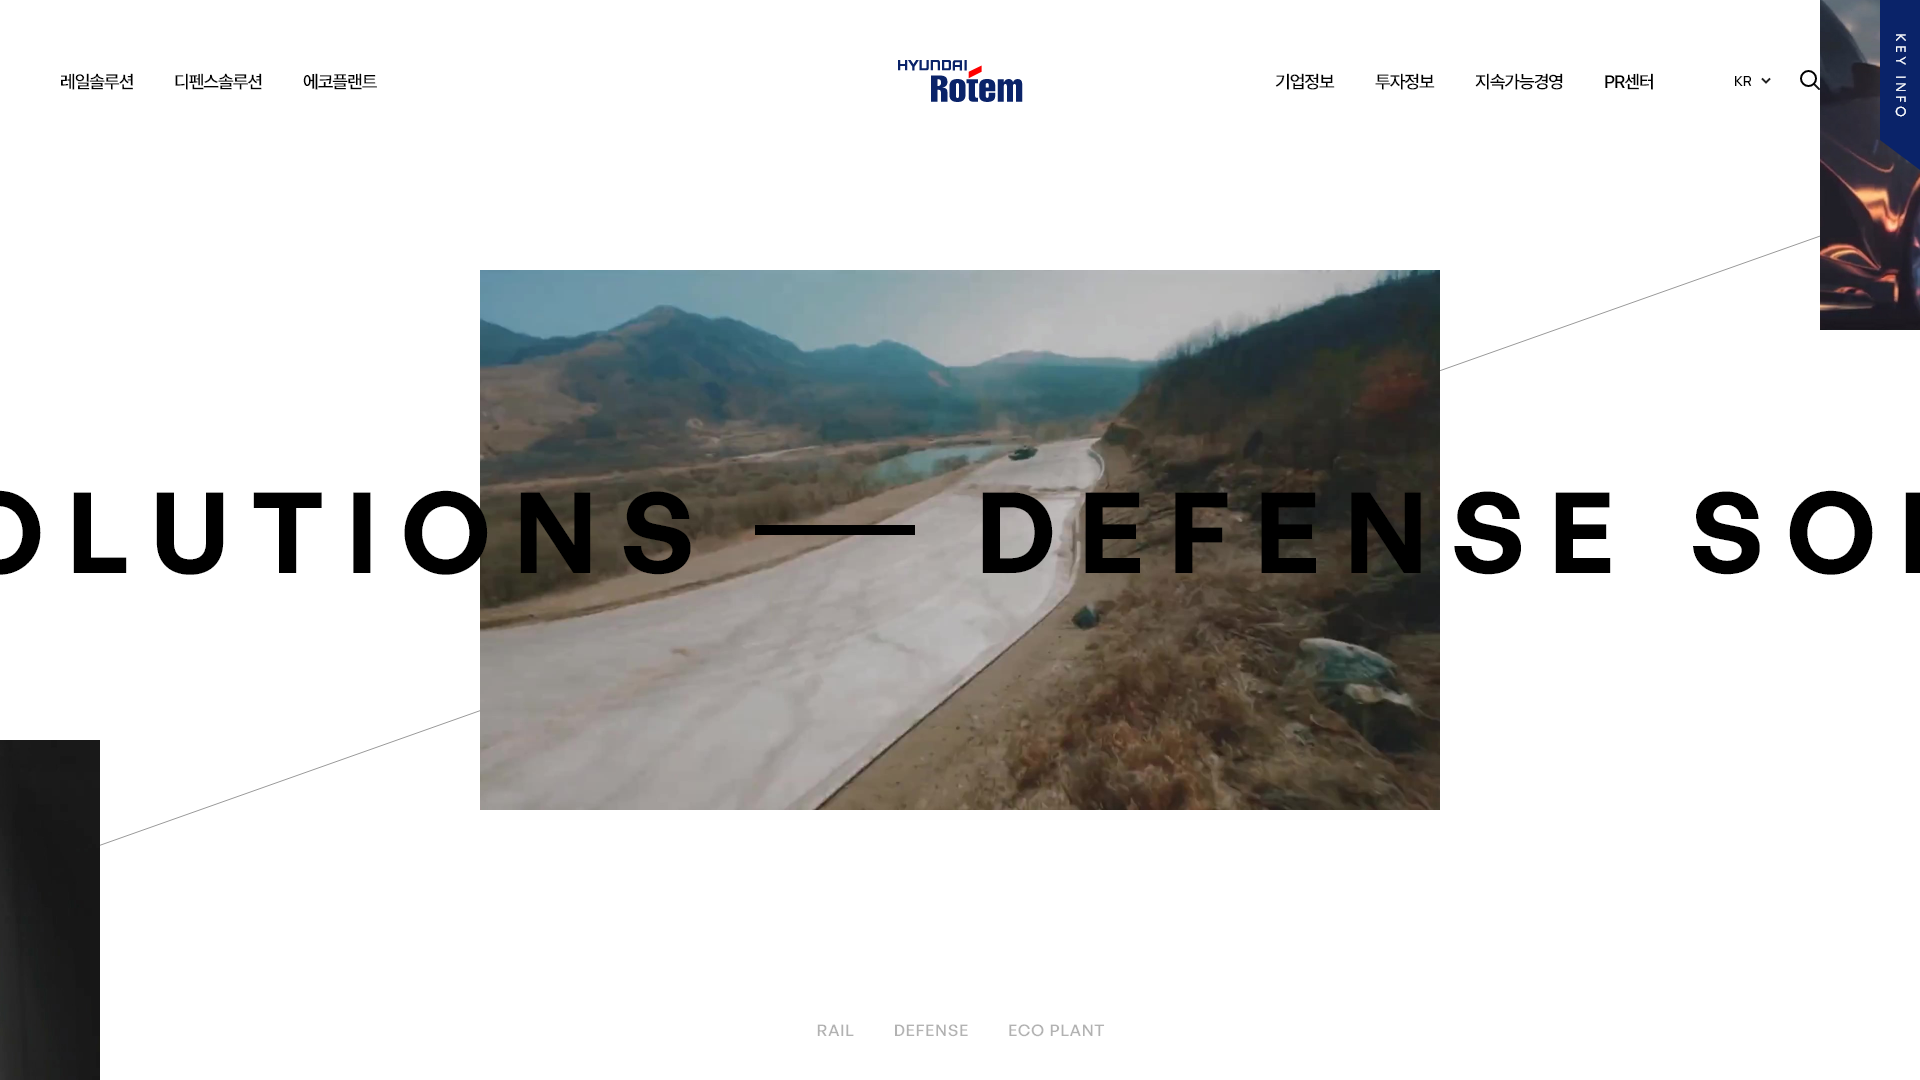 레일솔루션 디펜스솔루션 에코플랜트
HYUNDAI
Rotem
기업정보 투자정보 지속가능경영 PR센터 KR
KEY INFO
OLUTIONS — DEFENSE SOL
RAIL DEFENSE ECO PLANT